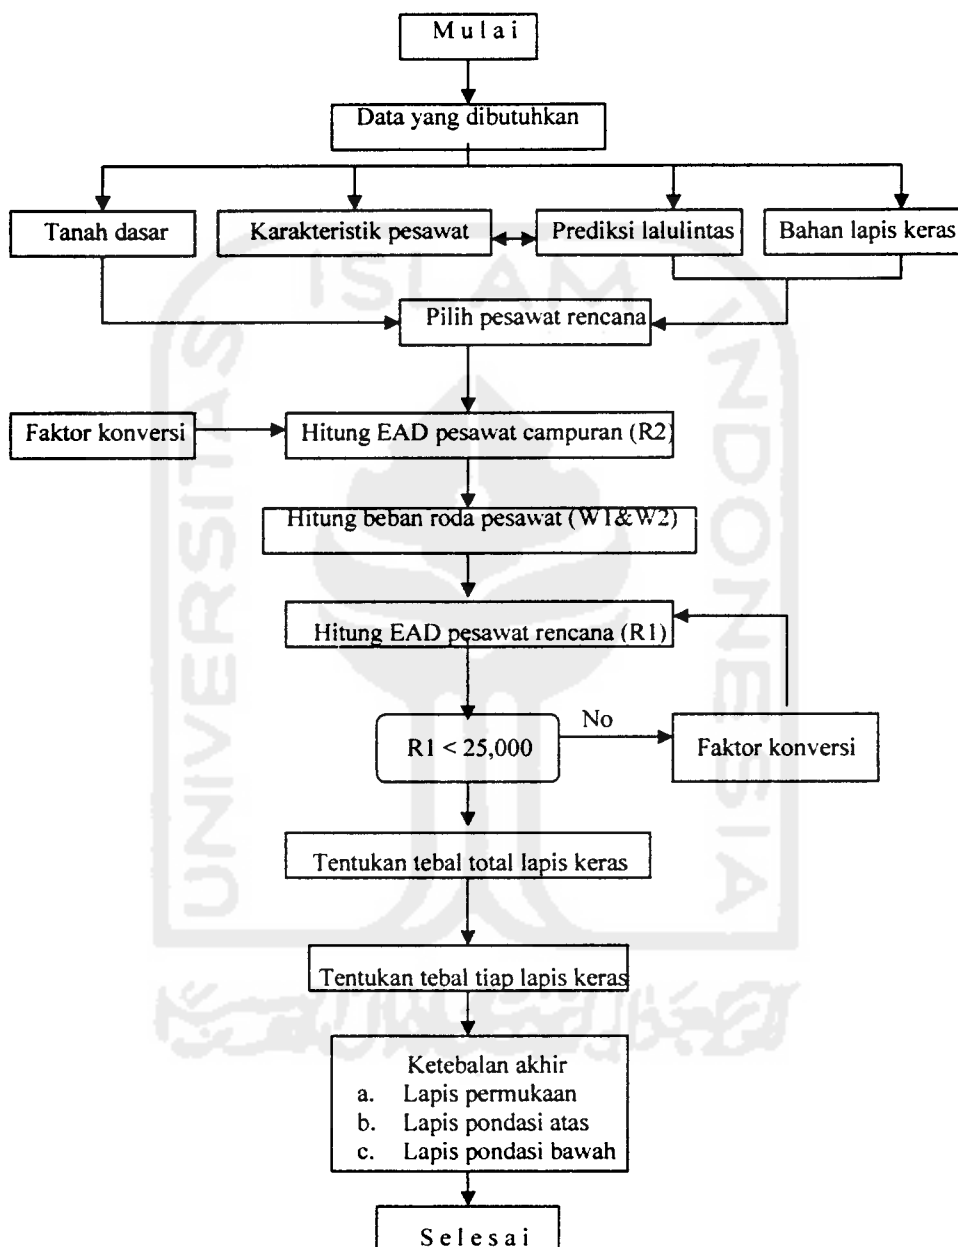 M u l a i
Data yang dibutuhkan
Tanah dasar
Karakteristik pesawat
Prediksi lalulintas
Bahan lapis keras
Pilih pesawat rencana
Faktor konversi
Hitung EAD pesawat campuran (R2)
Hitung beban roda pesawat (W1&W2)
Hitung EAD pesawat rencana (R1)
R1 < 25,000
No
Faktor konversi
Tentukan tebal total lapis keras
Tentukan tebal tiap lapis keras
Ketebalan akhir
a. Lapis permukaan
b. Lapis pondasi atas
c. Lapis pondasi bawah
S e l e s a i
UNIVERSITAS
ISLAM
INDONESIA